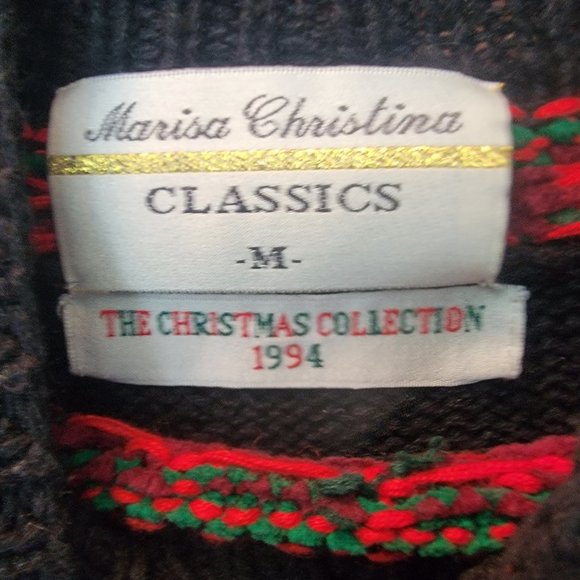 Marisa Christina
CLASSICS
-M-
THE CHRISTMAS COLLECTION
1994